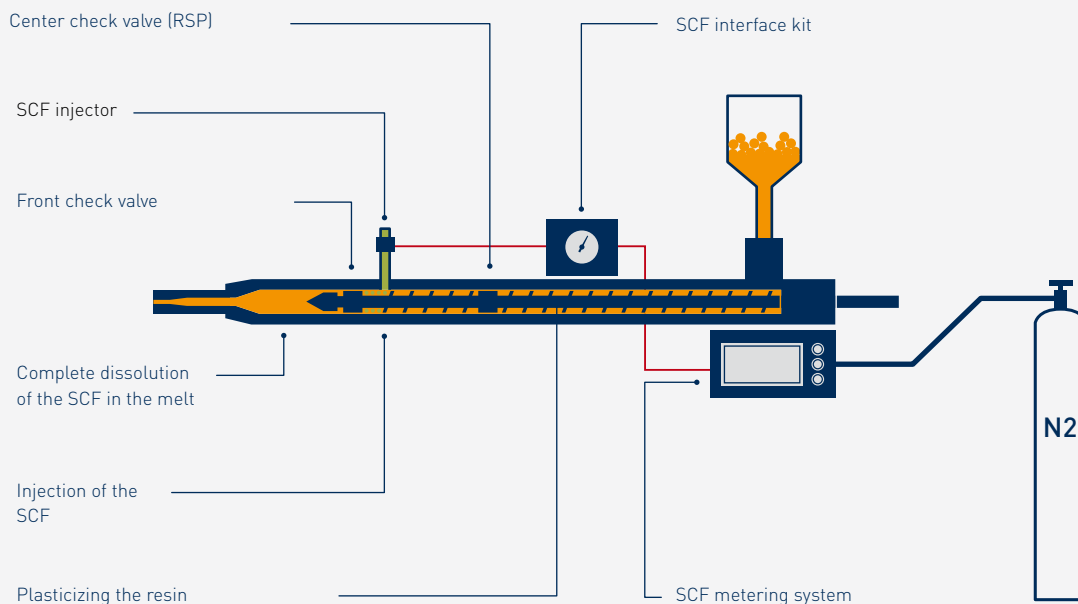 Center check valve (RSP)
SCF interface kit
SCF injector
Front check valve
Complete dissolution
of the SCF in the melt
N2
Injection of the
SCF
Plasticizing the resin
SCF metering system